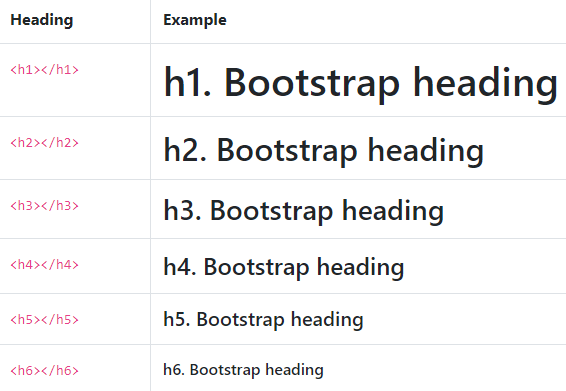 Heading Example
<h1></h1> h1. Bootstrap heading
<h2></h2> h2. Bootstrap heading
<h3></h3> h3. Bootstrap heading
<h4></h4> h4. Bootstrap heading
<h5></h5> h5. Bootstrap heading
<h6></h6> h6. Bootstrap heading